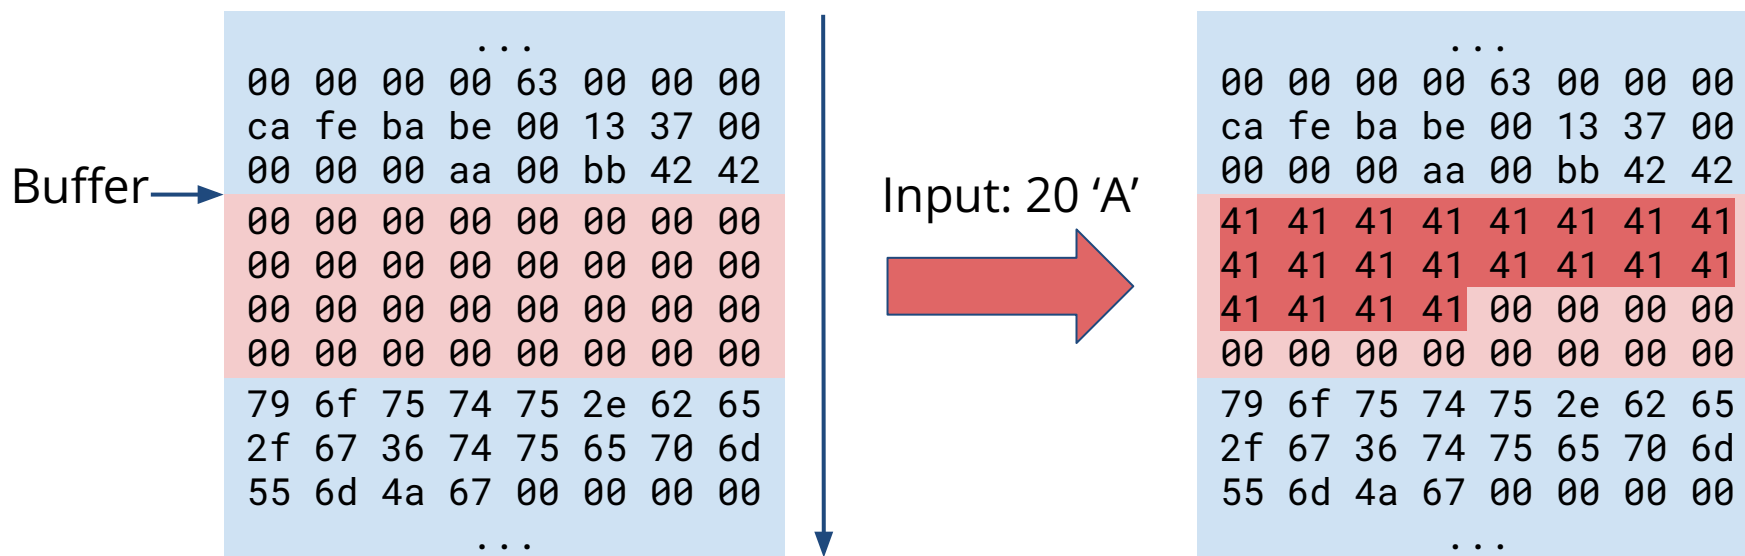 ...
00 00 00 00 63 00 00 00
ca fe ba be 00 13 37 00
00 00 00 aa 00 bb 42 42
Buffer
00 00 00 00 00 00 00 00
00 00 00 00 00 00 00 00
00 00 00 00 00 00 00 00
00 00 00 00 00 00 00 00
79 6f 75 74 75 2e 62 65
2f 67 36 74 75 65 70 6d
55 6d 4a 67 00 00 00 00
...
Input: 20 ‘A’
...
00 00 00 00 63 00 00 00
ca fe ba be 00 13 37 00
00 00 00 aa 00 bb 42 42
41 41 41 41 41 41 41 41
41 41 41 41 41 41 41 41
41 41 41 41 00 00 00 00
00 00 00 00 00 00 00 00
79 6f 75 74 75 2e 62 65
2f 67 36 74 75 65 70 6d
55 6d 4a 67 00 00 00 00
...